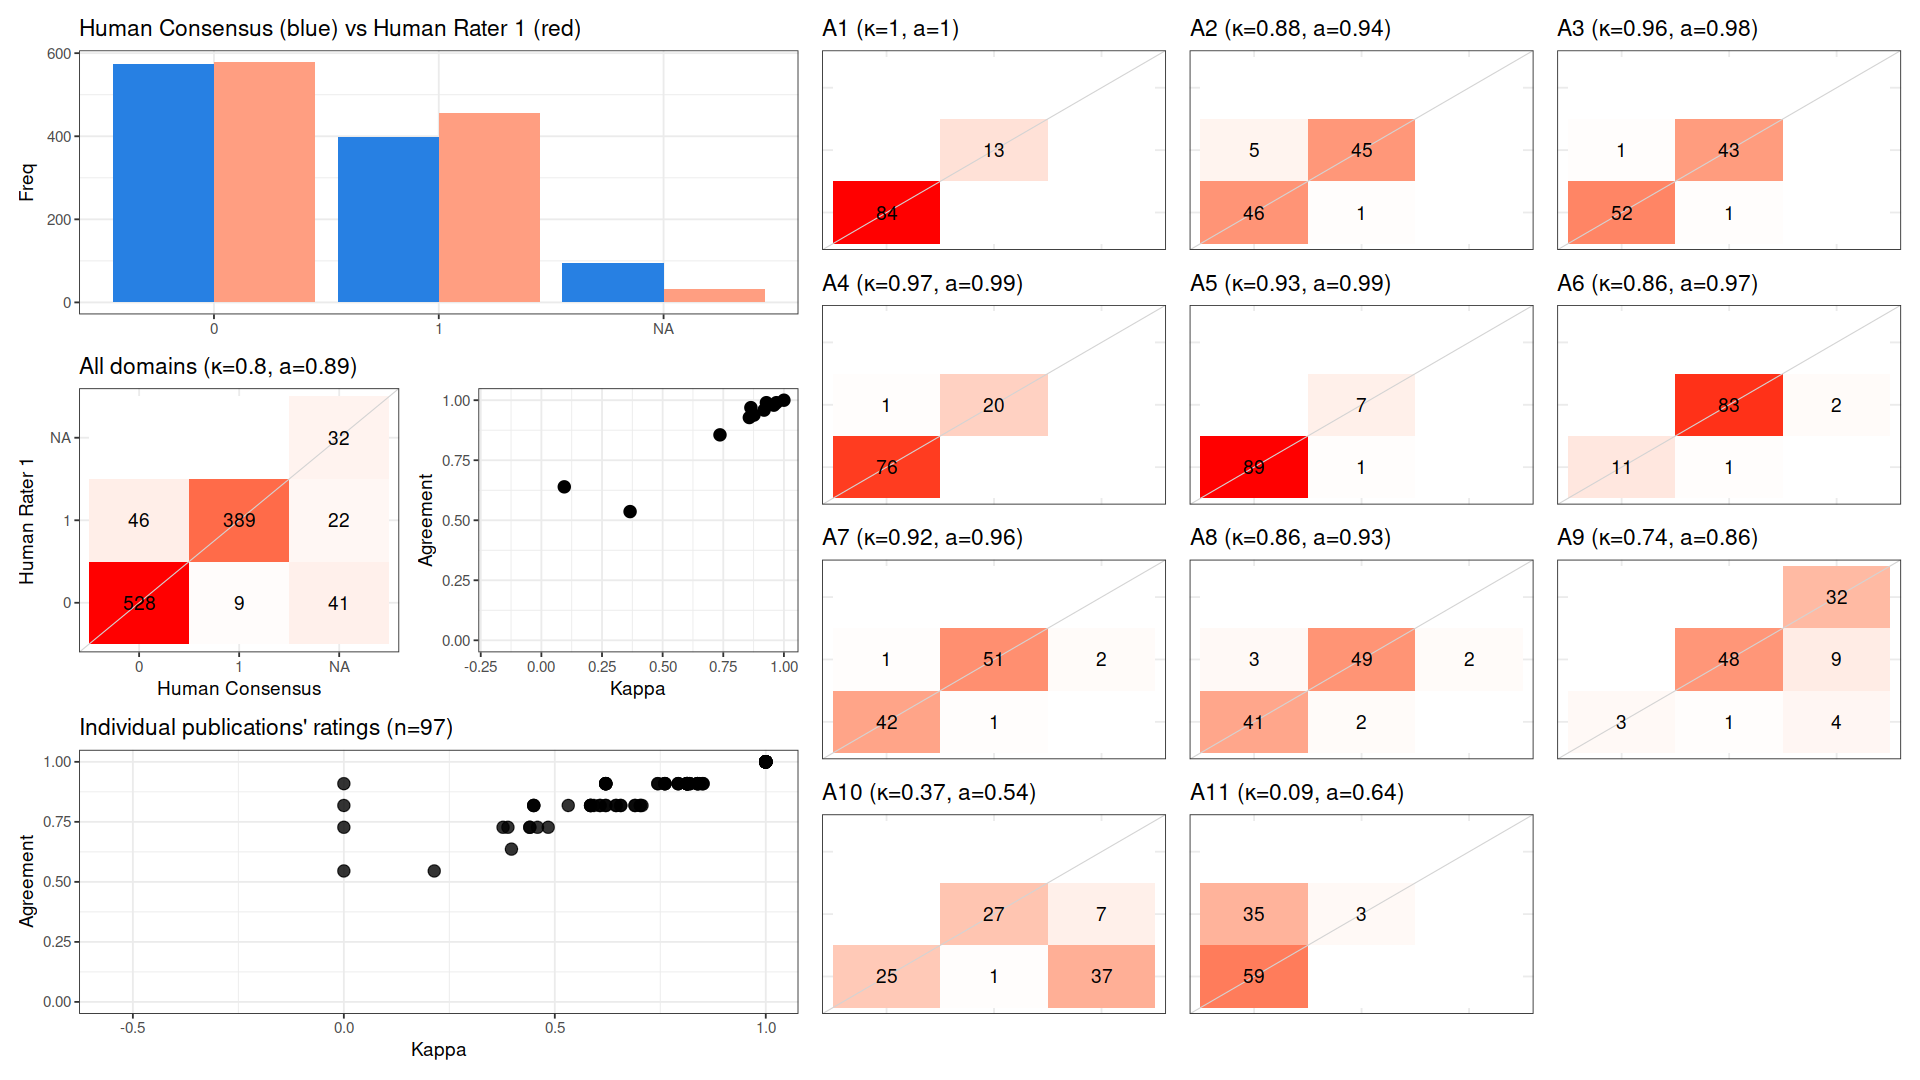 Human Consensus (blue) vs Human Rater 1 (red)
600
400
200
0
Freq
0 1 NA
All domains (κ=0.8, a=0.89)
NA
1
0
Human Rater 1
32
46 389 22
528 9 41
0 1 NA
Human Consensus
1.00
0.75
0.50
0.25
0.00
Agreement
-0.25 0.00 0.25 0.50 0.75 1.00
Kappa
Individual publications' ratings (n=97)
1.00
0.75
0.50
0.25
0.00
Agreement
-0.5 0.0 0.5 1.0
Kappa
A1 (κ=1, a=1)
13
84
A2 (κ=0.88, a=0.94)
5 45
46 1
A3 (κ=0.96, a=0.98)
1 43
52 1
A4 (κ=0.97, a=0.99)
1 20
76
A5 (κ=0.93, a=0.99)
7
89 1
A6 (κ=0.86, a=0.97)
83 2
11 1
A7 (κ=0.92, a=0.96)
1 51 2
42 1
A8 (κ=0.86, a=0.93)
3 49 2
41 2
A9 (κ=0.74, a=0.86)
32
48 9
3 1 4
A10 (κ=0.37, a=0.54)
27 7
25 1 37
A11 (κ=0.09, a=0.64)
35 3
59